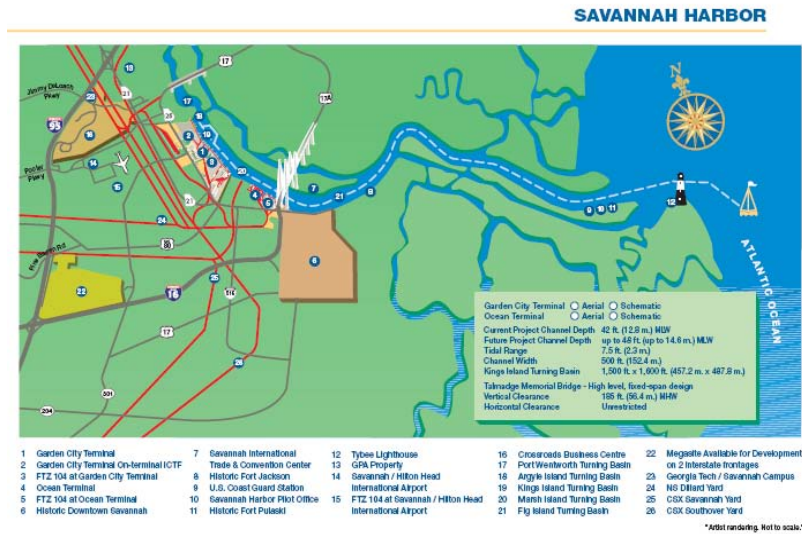 SAVANNAH HARBOR
Jimmy DeLoach
Pkwy
Pooler
Pkwy
17
17A
21
95
N
80
16
516
17
204
ATLANTIC OCEAN
Garden City Terminal Aerial Schematic
Ocean Terminal Aerial Schematic
Current Project Channel Depth 42 ft. (12.8 m.) MLW
Future Project Channel Depth up to 48 ft. (up to 14.6 m.) MLW
Tidal Range 7.5 ft. (2.3 m.)
Channel Width 500 ft. (152.4 m.)
Kings Island Turning Basin 1,500 ft. x 1,600 ft. (457.2 m. x 487.8 m.)
Talmadge Memorial Bridge - High level, fixed-span design
Vertical Clearance 185 ft. (56.4 m.) MHW
Horizontal Clearance Unrestricted
1 Garden City Terminal
2 Garden City Terminal On-terminal ICTF
3 FTZ 104 at Garden City Terminal
4 Ocean Terminal
5 FTZ 104 at Ocean Terminal
6 Historic Downtown Savannah
7 Savannah International
Trade & Convention Center
8 Historic Fort Jackson
9 U.S. Coast Guard Station
10 Savannah Harbor Pilot Office
11 Historic Fort Pulaski
12 Tybee Lighthouse
13 GPA Property
14 Savannah / Hilton Head
International Airport
15 FTZ 104 at Savannah / Hilton Head
International Airport
16 Crossroads Business Centre
17 Port Wentworth Turning Basin
18 Argyle Island Turning Basin
19 Kings Island Turning Basin
20 Marsh Island Turning Basin
21 Fig Island Turning Basin
22 Megasite Available for Development
on 2 interstate frontages
23 Georgia Tech / Savannah Campus
24 NS Dillard Yard
25 CSX Savannah Yard
26 CSX Southover Yard
"Artist rendering. Not to scale."